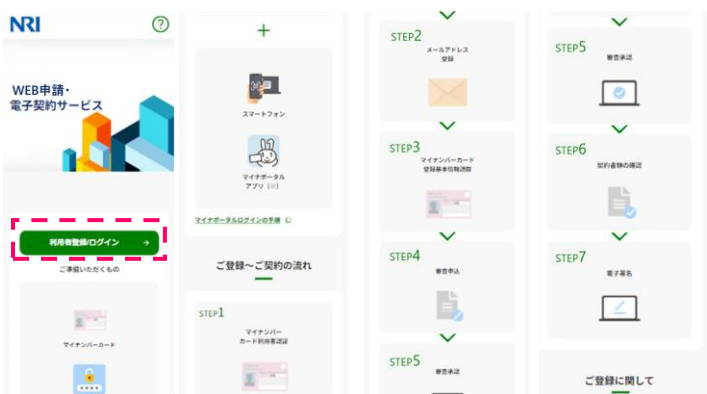 NRI
?
WEB申請・
電子契約サービス
利用者登録/ログイン →
ご準備いただくもの
マイナンバーカード
+
スマートフォン
マイナポータル
アプリ（※）
マイナポータルログインの手順
ご登録～ご契約の流れ
STEP1
マイナンバー
カード利用者認証
STEP2
メールアドレス
登録
STEP3
マイナンバーカード
登録基本情報読取
STEP4
審査申込
STEP5
審査承認
STEP5
審査承認
STEP6
契約書類の確認
STEP7
電子署名
ご登録に関して